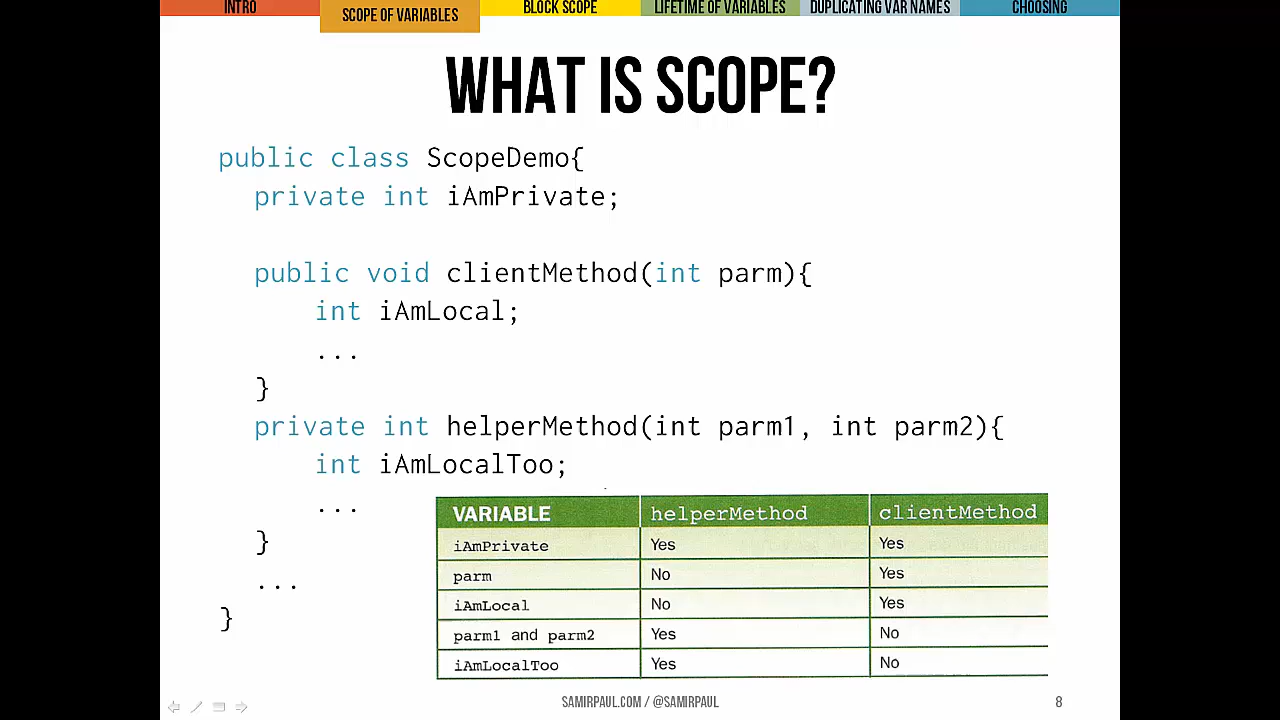 INTRO SCOPE OF VARIABLES BLOCK SCOPE LIFETIME OF VARIABLES DUPLICATING VAR NAMES CHOOSING
WHAT IS SCOPE?
public class ScopeDemo{
private int iAmPrivate;
public void clientMethod(int parm){
int iAmLocal;
...
}
private int helperMethod(int parm1, int parm2){
int iAmLocalToo;
...
}
...
}
VARIABLE helperMethod clientMethod
iAmPrivate Yes Yes
parm No Yes
iAmLocal No Yes
parm1 and parm2 Yes No
iAmLocalToo Yes No
SAMIRPAUL.COM / @SAMIRPAUL 8